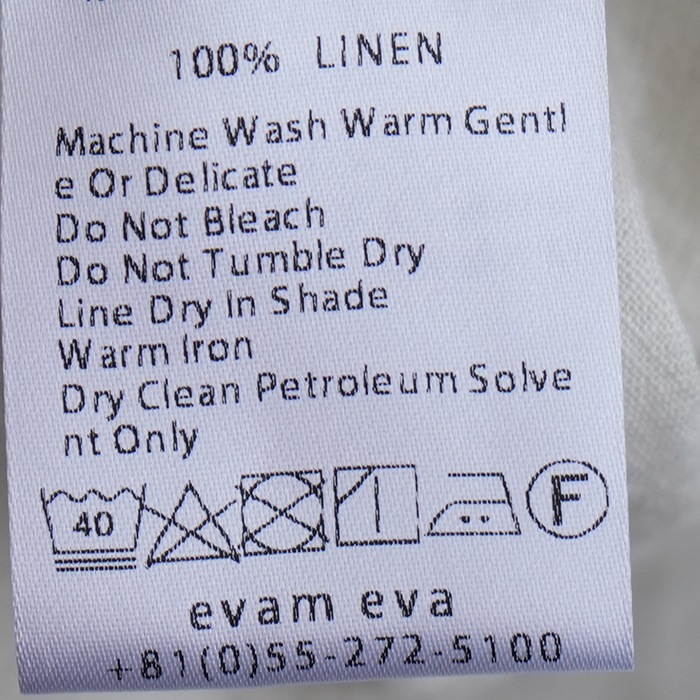 100% LINEN
Machine Wash Warm Gentl
e Or Delicate
Do Not Bleach
Do Not Tumble Dry
Line Dry In Shade
Warm Iron
Dry Clean Petroleum Solve
nt Only
40 F
evam eva
+81(0)55-272-5100